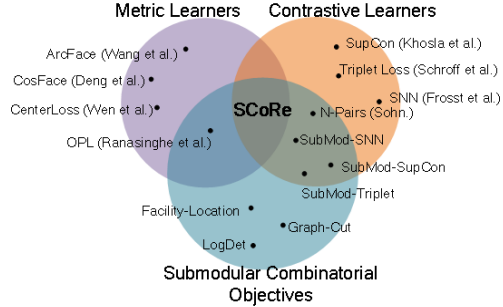 Metric Learners
Contrastive Learners
ArcFace (Wang et al.)
SupCon (Khosla et al.)
Triplet Loss (Schroff et al.)
CosFace (Deng et al.)
SNN (Frosst et al.)
CenterLoss (Wen et al.)
SCoRe
N-Pairs (Sohn.)
OPL (Ranasinghe et al.)
SubMod-SNN
SubMod-SupCon
SubMod-Triplet
Facility-Location
Graph-Cut
LogDet
Submodular Combinatorial
Objectives